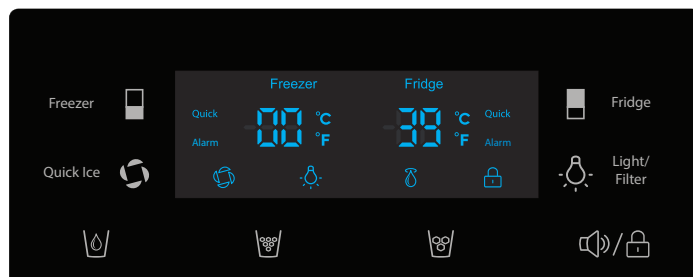 Freezer
Quick Ice
Freezer
Fridge
Quick
00
°C
°F
Alarm
39
°C
°F
Quick
Alarm
Fridge
Light/
Filter
/